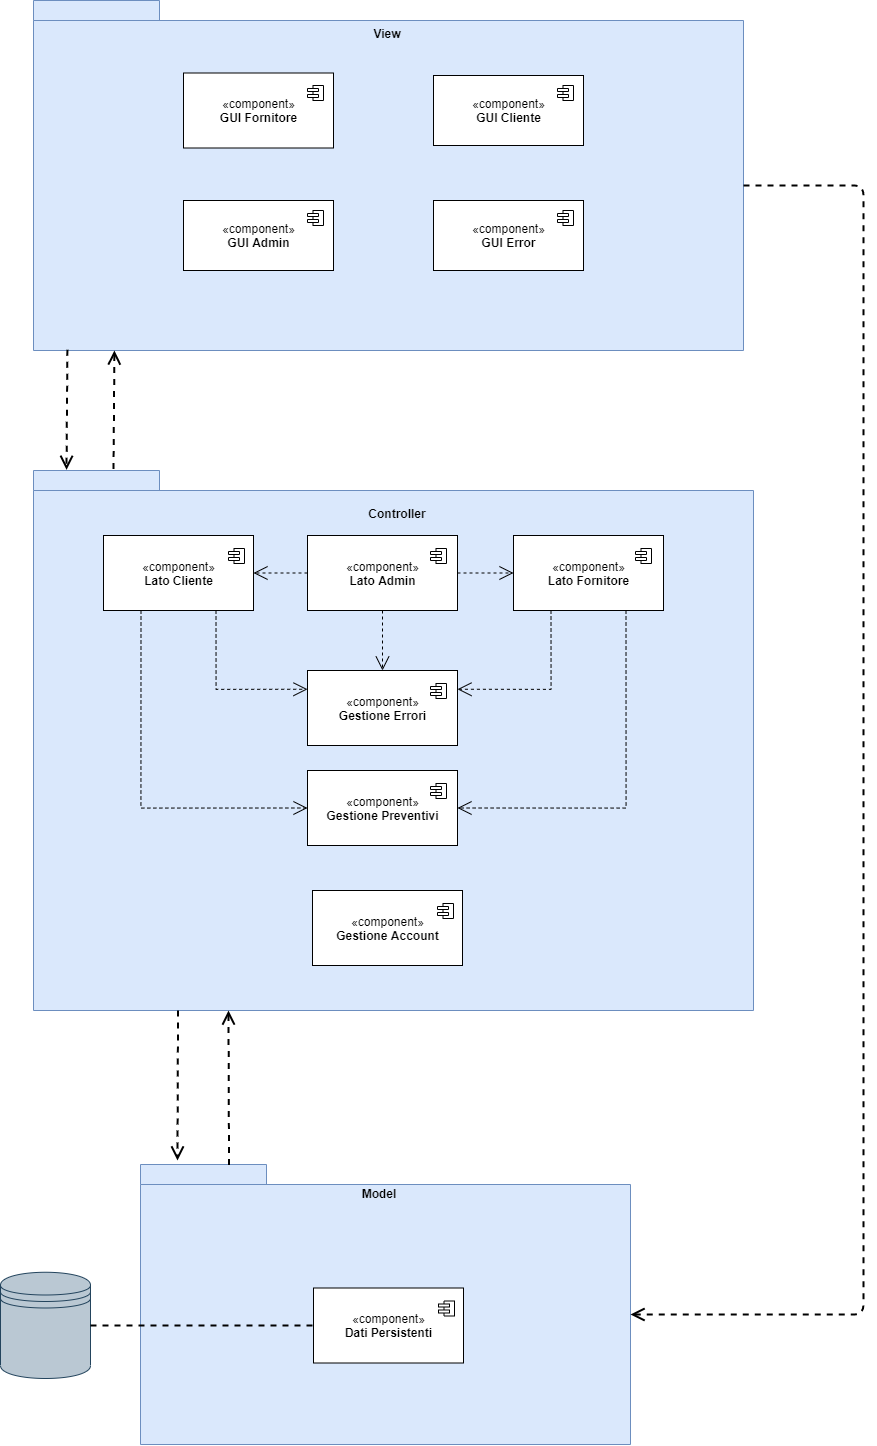 View
«component»
GUI Fornitore
«component»
GUI Cliente
«component»
GUI Admin
«component»
GUI Error
Controller
«component»
Lato Cliente
«component»
Lato Admin
«component»
Lato Fornitore
«component»
Gestione Errori
«component»
Gestione Preventivi
«component»
Gestione Account
Model
«component»
Dati Persistenti